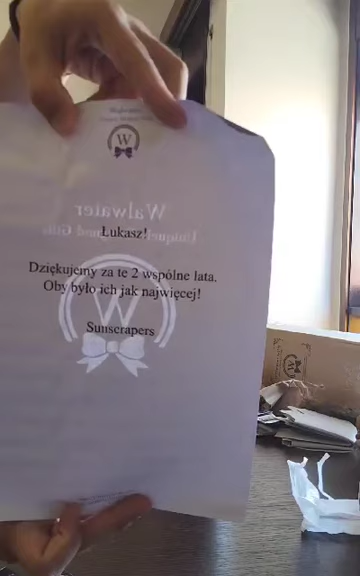 W
Walwater
Łukasz!
Dziękujemy za te 2 wspólne lata.
Oby było ich jak najwięcej!
W
Sunscrapers
W